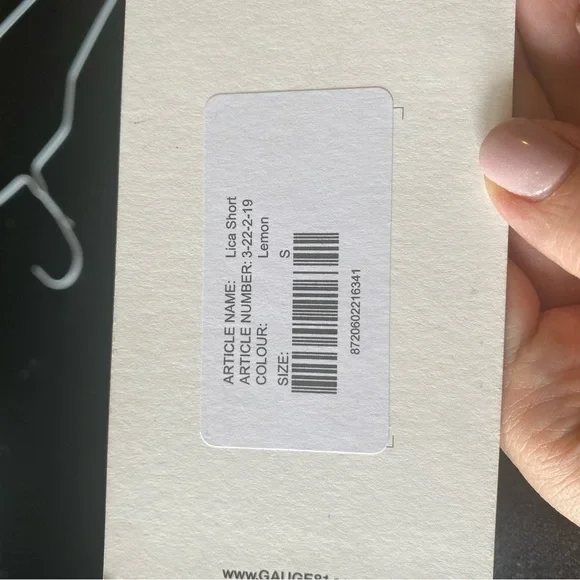 ARTICLE NAME: Lica Short
ARTICLE NUMBER: 3-22-2-19
COLOUR: Lemon
SIZE: S
8720602216341
www.GAUGE81.